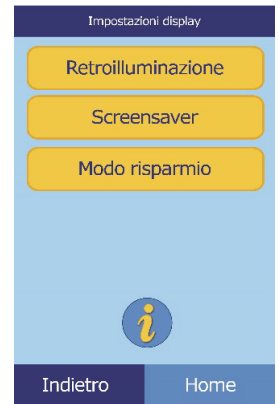 Impostazioni display
Retroilluminazione
Screensaver
Modo risparmio
i
Indietro Home